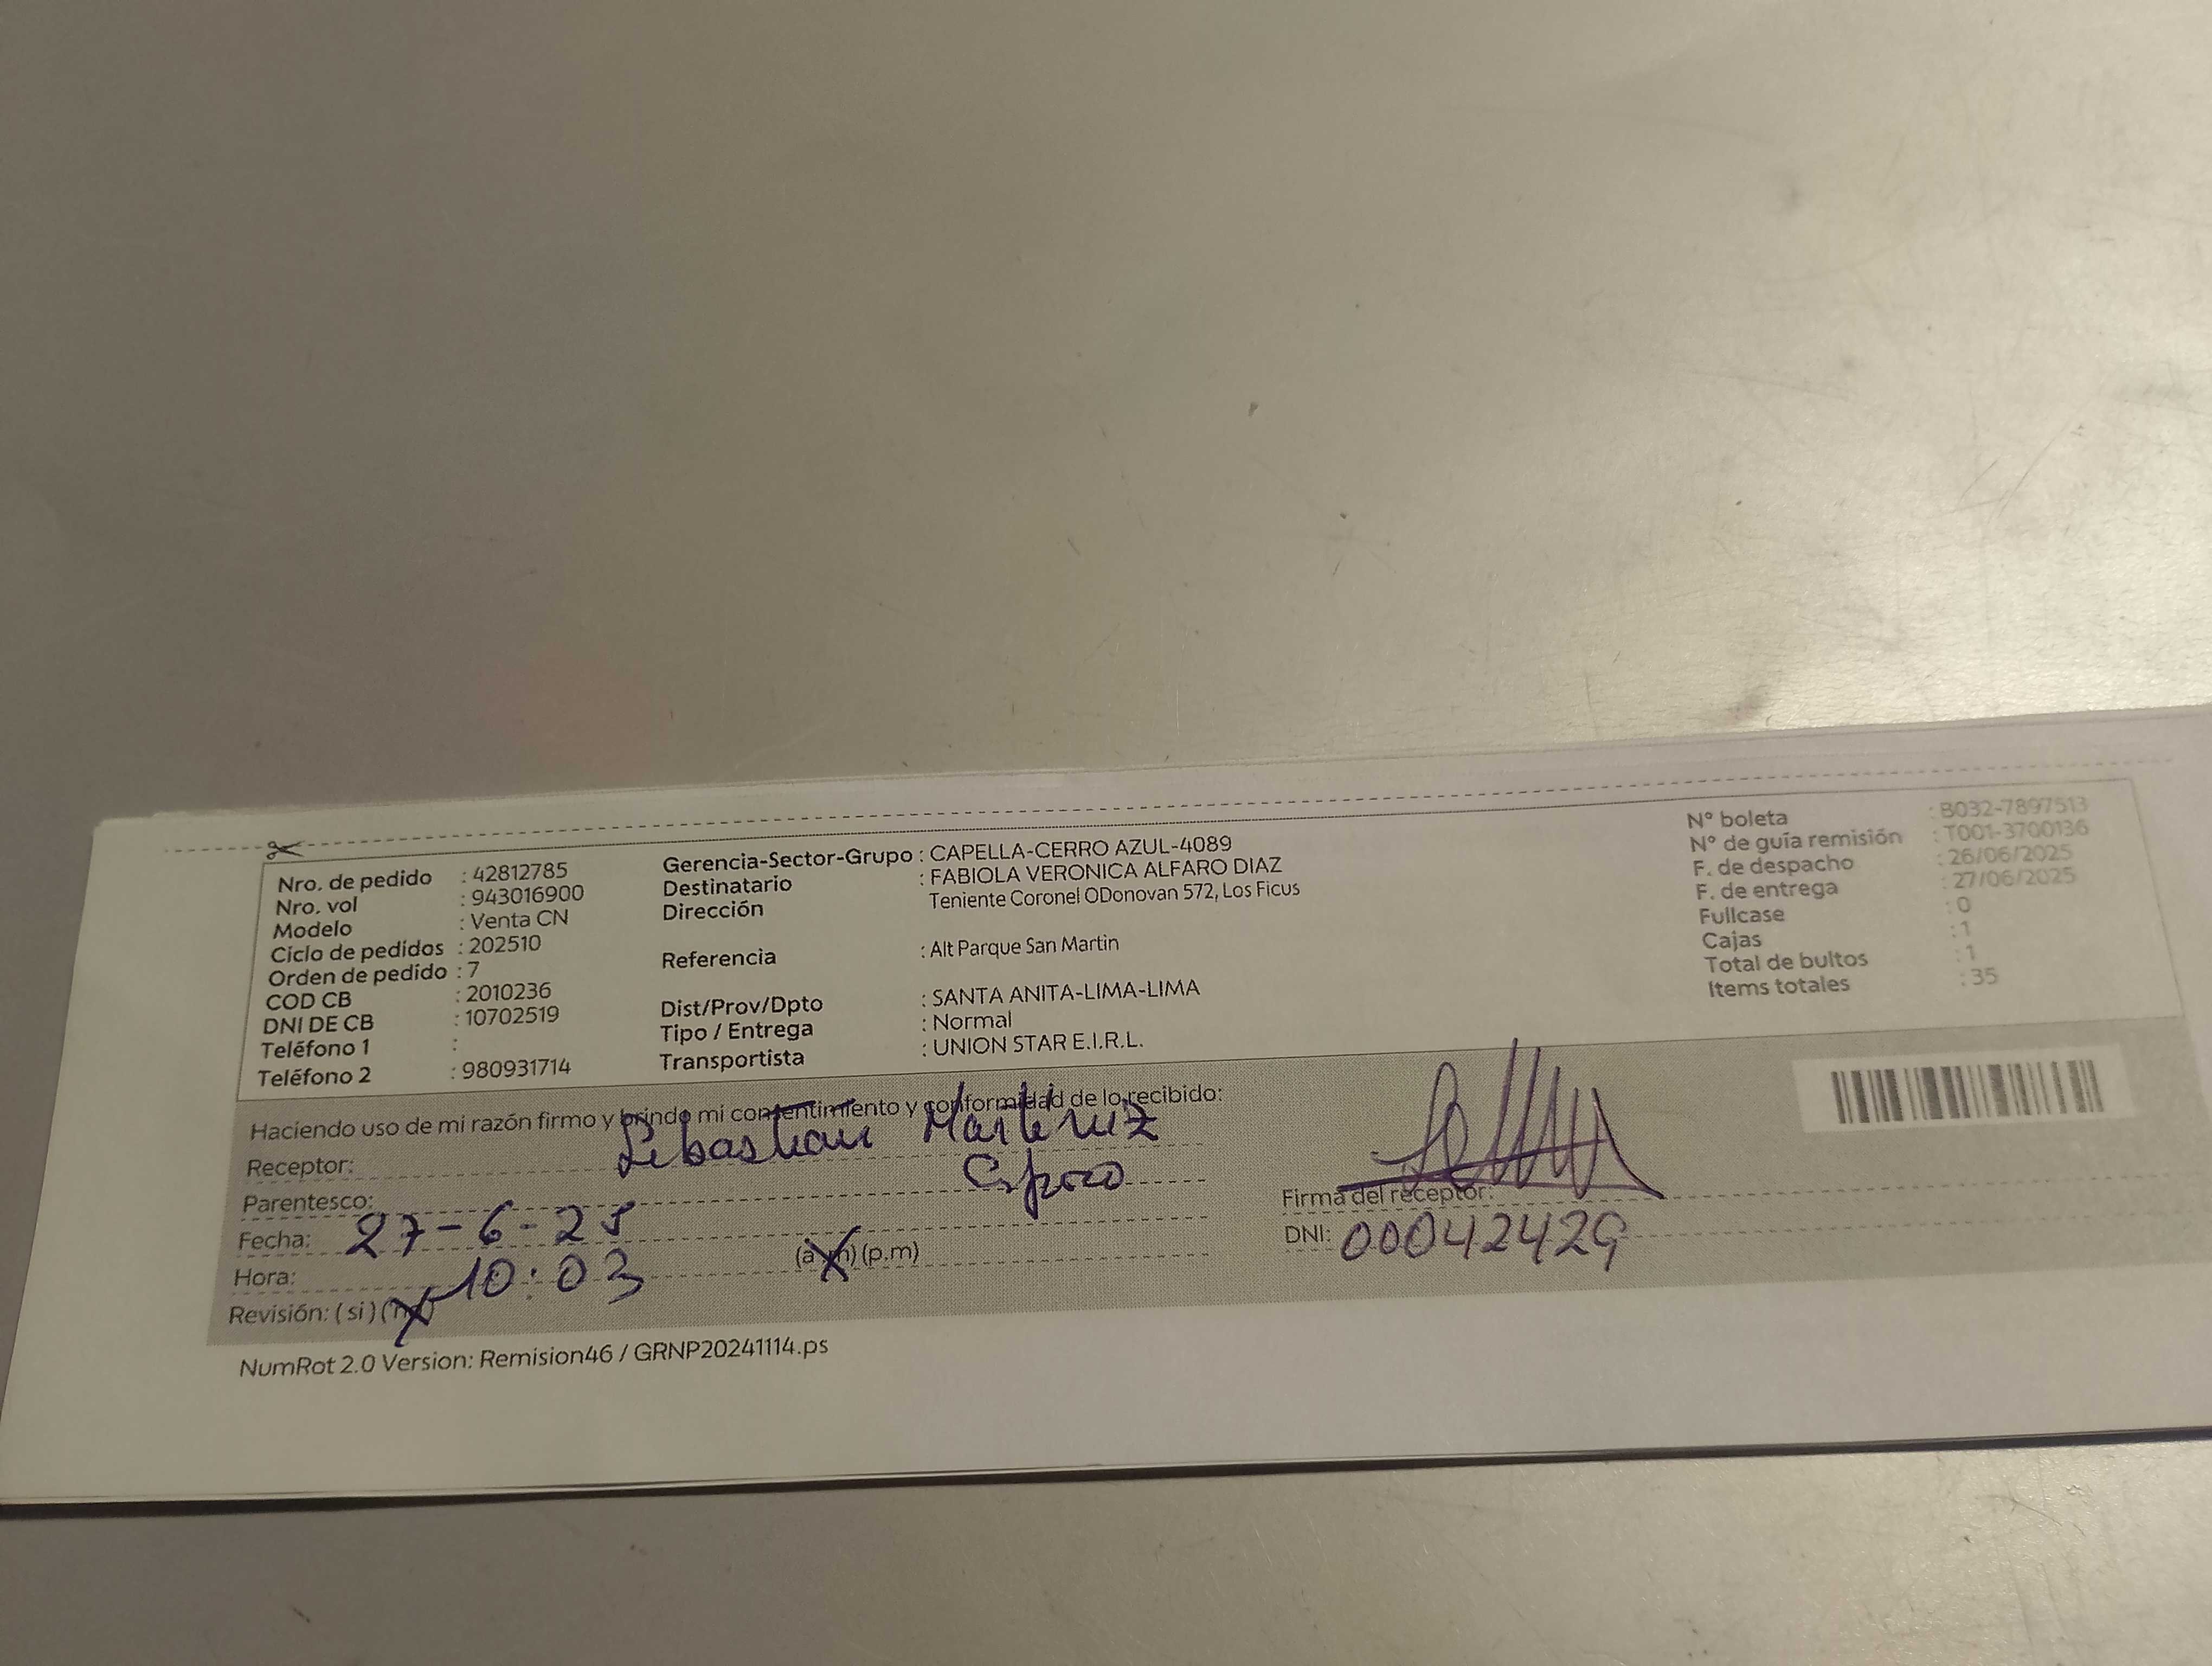 Nro. de pedido : 42812785
Nro. vol : 943016900
Modelo : Venta CN
Ciclo de pedidos : 202510
Orden de pedido : 7
COD CB : 2010236
DNI DE CB : 10702519
Teléfono 1 :
Teléfono 2 : 980931714
Gerencia-Sector-Grupo : CAPELLA-CERRO AZUL-4089
Destinatario : FABIOLA VERONICA ALFARO DIAZ
Dirección Teniente Coronel ODonovan 572, Los Ficus
Referencia : Alt Parque San Martin
Dist/Prov/Dpto : SANTA ANITA-LIMA-LIMA
Tipo / Entrega : Normal
Transportista : UNION STAR E.I.R.L.
N° boleta : B032-7897513
N° de guía remisión : T001-3700136
F. de despacho : 26/06/2025
F. de entrega : 27/06/2025
Fullcase : 0
Cajas : 1
Total de bultos : 1
Items totales : 35
Haciendo uso de mi razón firmo y brindo mi consentimiento y conformidad de lo recibido:
Receptor: Sebastian Martinez
Parentesco: Esposo
Fecha: 27-6-25
Hora: 10:03 (a.m) (p.m)
Revisión: ( si ) (no)
Firma del receptor:
DNI: 00042429
NumRot 2.0 Version: Remision46 / GRNP20241114.ps